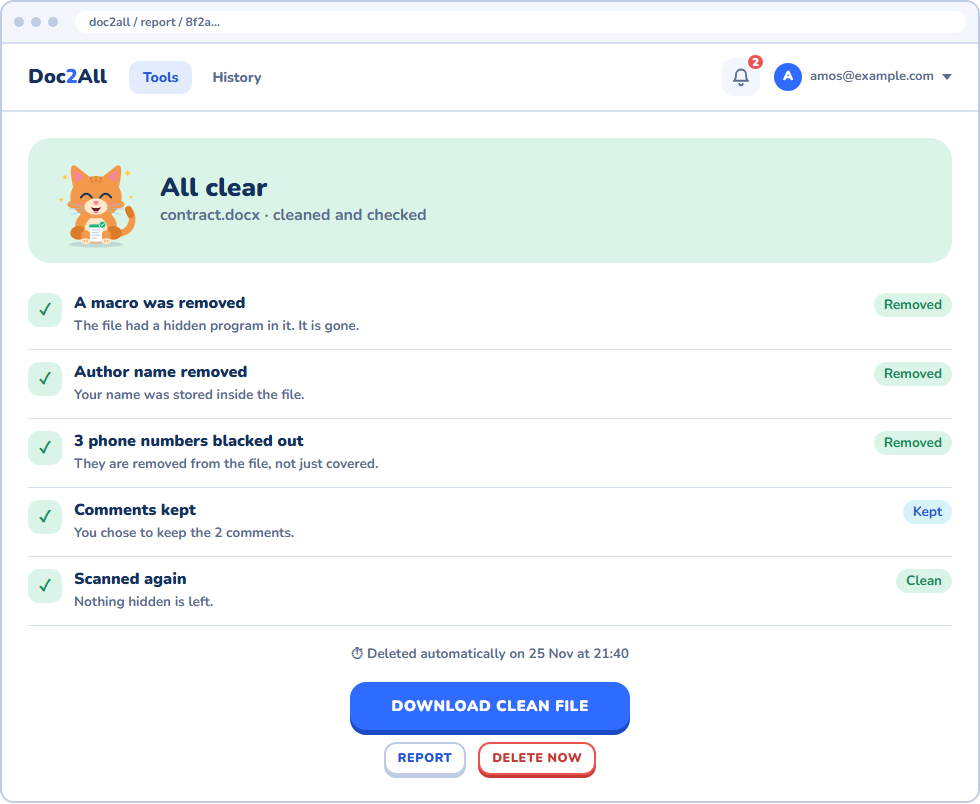 doc2all / report / 8f2a...
Doc2All
Tools
History
2
A
amos@example.com
All clear
contract.docx · cleaned and checked
A macro was removed
Removed
The file had a hidden program in it. It is gone.
Author name removed
Removed
Your name was stored inside the file.
3 phone numbers blacked out
Removed
They are removed from the file, not just covered.
Comments kept
Kept
You chose to keep the 2 comments.
Scanned again
Clean
Nothing hidden is left.
Deleted automatically on 25 Nov at 21:40
DOWNLOAD CLEAN FILE
REPORT
DELETE NOW